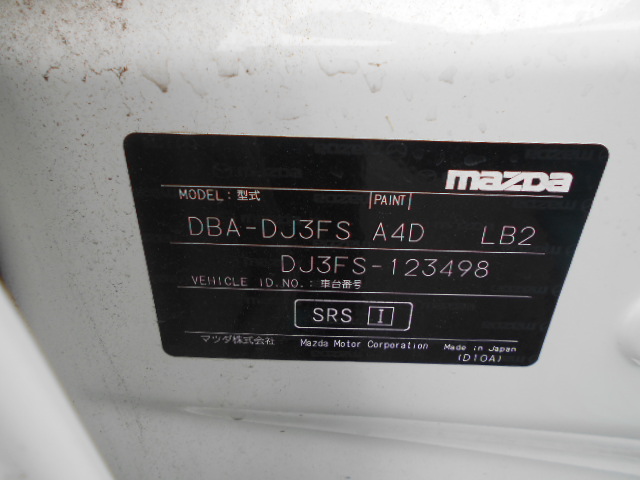 mazDa
MODEL: 型式 PAINT
DBA-DJ3FS A4D LB2
DJ3FS-123498
VEHICLE ID.NO.: 車台番号
SRS I
マツダ株式会社 Mazda Motor Corporation Made in Japan
(D10A)